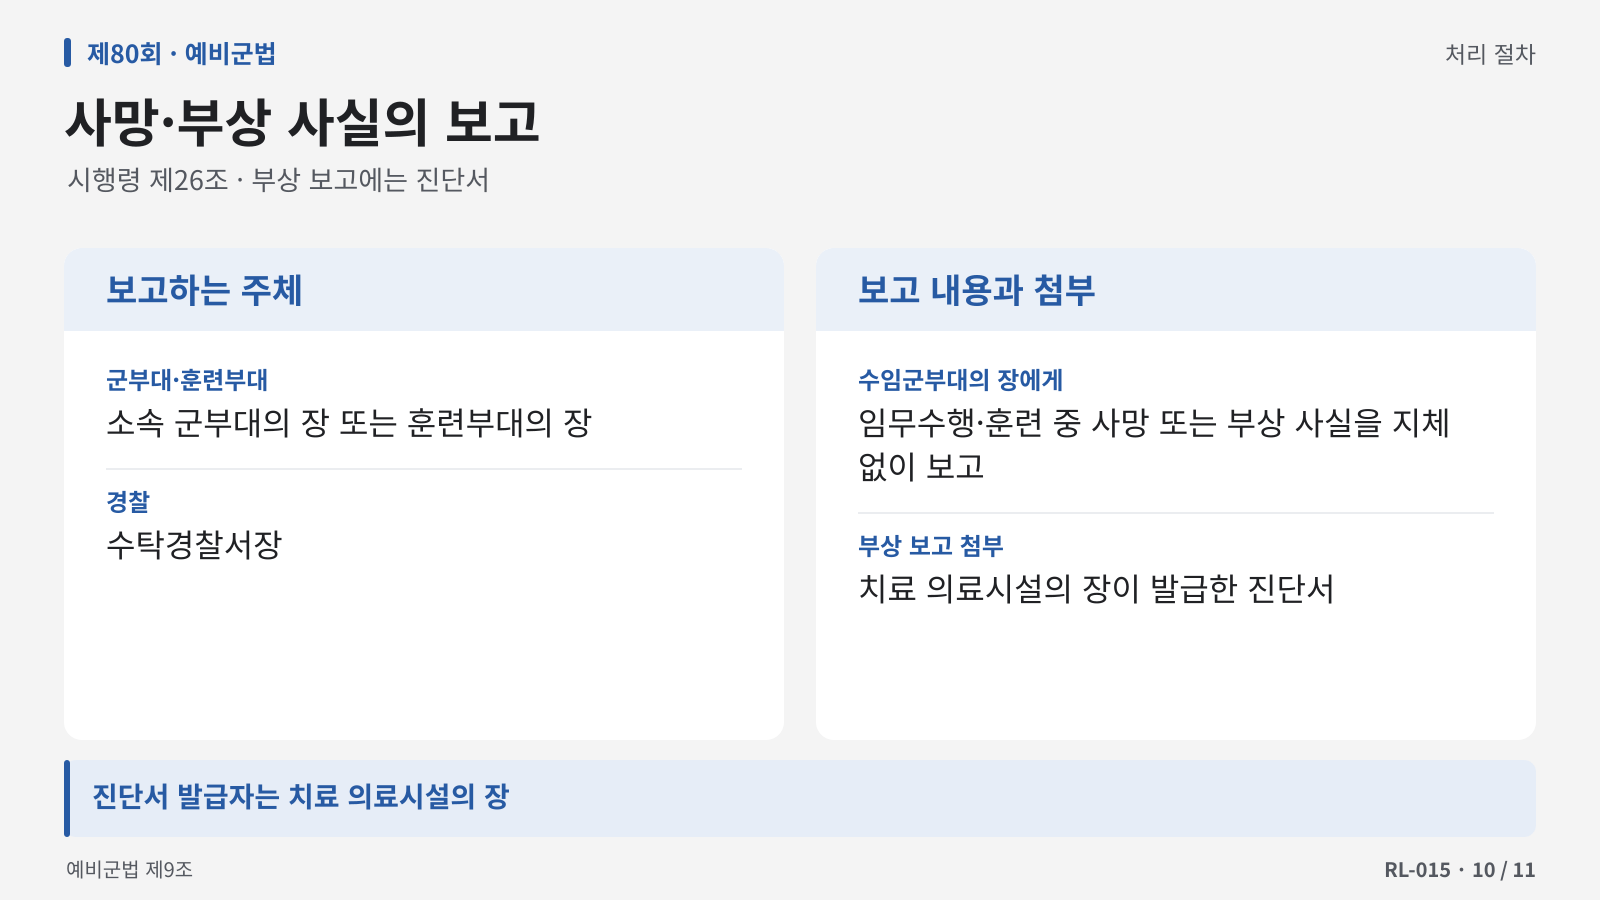 제80회 · 예비군법
처리 절차
사망·부상 사실의 보고
시행령 제26조 · 부상 보고에는 진단서
보고하는 주체
군부대·훈련부대
소속 군부대의 장 또는 훈련부대의 장
경찰
수탁경찰서장
보고 내용과 첨부
수임군부대의 장에게
임무수행·훈련 중 사망 또는 부상 사실을 지체
없이 보고
부상 보고 첨부
치료 의료시설의 장이 발급한 진단서
진단서 발급자는 치료 의료시설의 장
예비군법 제9조
RL-015 · 10 / 11